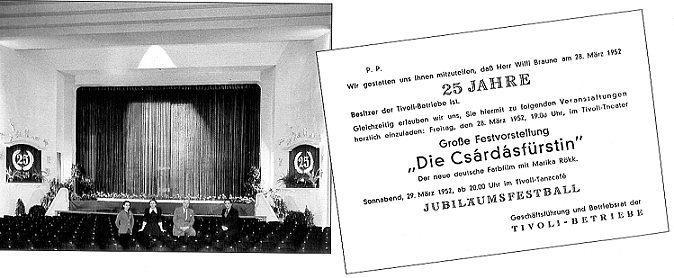 25
25
P. P.
Wir gestatten uns Ihnen mitzuteilen, daß Herr Willi Braune am 28. März 1952
25 JAHRE
Besitzer der Tivoli-Betriebe ist.
Gleichzeitig erlauben wir uns, Sie hiermit zu folgenden Veranstaltungen
herzlich einzuladen: Freitag, den 28. März 1952, 19.00 Uhr, im Tivoli-Theater
Große Festvorstellung
„Die Csárdásfürstin"
Der neue deutsche Farbfilm mit Marika Rökk.
Sonnabend, 29. März 1952, ab 20.00 Uhr im Tivoli-Tanzcafé
JUBILÄUMSFESTBALL
Geschäftsführung und Betriebsrat der
TIVOLI-BETRIEBE